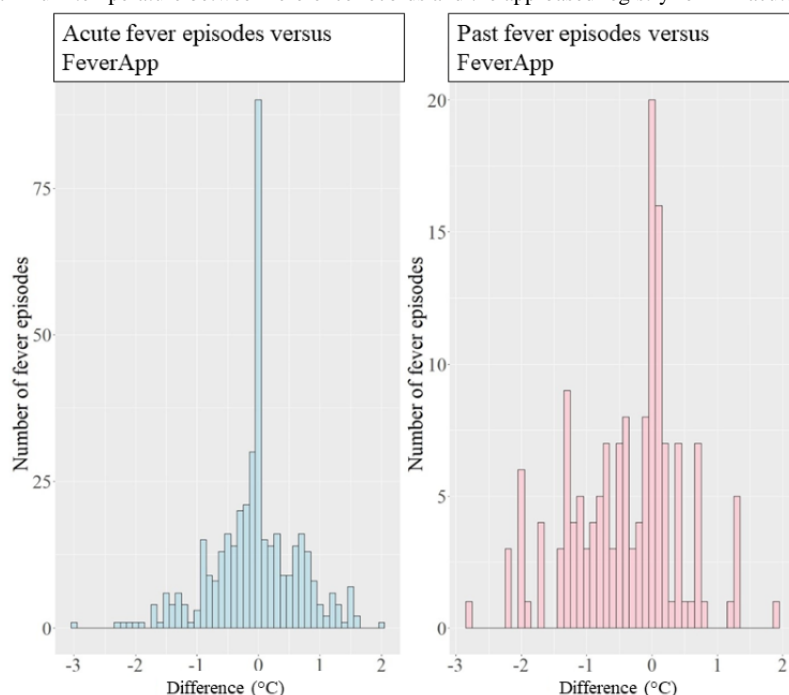 Acute fever episodes versus
FeverApp
Past fever episodes versus
FeverApp
Number of fever episodes
75
50
25
0
-3
-2
-1
0
1
2
Difference (°C)
Number of fever episodes
20
15
10
5
0
-3
-2
-1
0
1
2
Difference (°C)